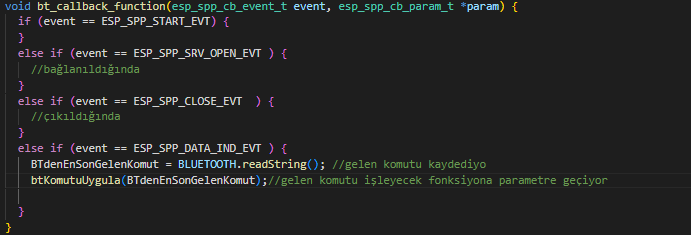 void bt_callback_function(esp_spp_cb_event_t event, esp_spp_cb_param_t *param) {
if (event == ESP_SPP_START_EVT) {
}
else if (event == ESP_SPP_SRV_OPEN_EVT ) {
//bağlanıldığında
}
else if (event == ESP_SPP_CLOSE_EVT  ) {
//çıkıldığında
}
else if (event == ESP_SPP_DATA_IND_EVT ) {
BTdenEnSonGelenKomut = BLUETOOTH.readString(); //gelen komutu kaydediyo
btKomutuUygula(BTdenEnSonGelenKomut);//gelen komutu işleyecek fonksiyona parametre geçiyor
}
}